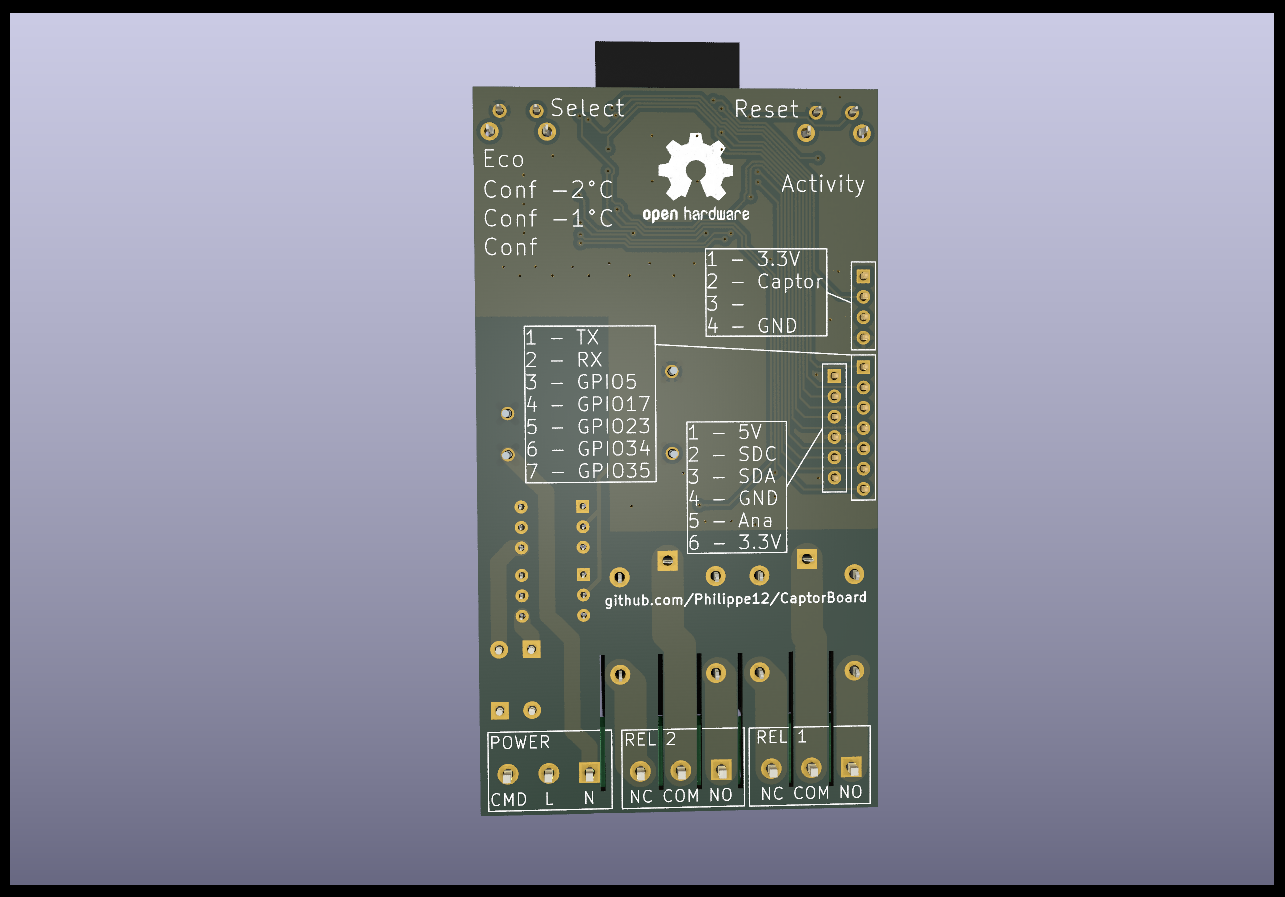 Select
Reset
Eco
Conf -2°C
Conf -1°C
Conf
Activity
open hardware
1 - 3.3V
2 - Captor
3 -
4 - GND
1 - TX
2 - RX
3 - GPIO5
4 - GPIO17
5 - GPIO23
6 - GPIO34
7 - GPIO35
1 - 5V
2 - SDC
3 - SDA
4 - GND
5 - Ana
6 - 3.3V
github.com/Philippe12/CaptorBoard
POWER
CMD L N
REL 2
NC COM NO
REL 1
NC COM NO